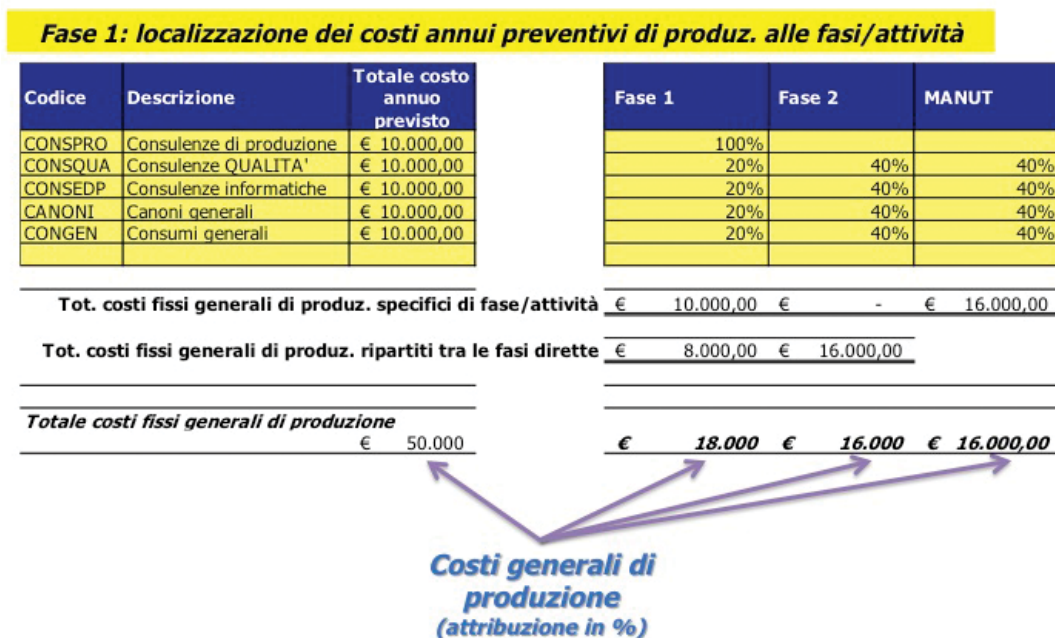 Fase 1: localizzazione dei costi annui preventivi di produz. alle fasi/attività
Codice Descrizione Totale costo annuo previsto Fase 1 Fase 2 MANUT
CONSPRO Consulenze di produzione € 10.000,00 100%
CONSQUA Consulenze QUALITA' € 10.000,00 20% 40% 40%
CONSEDP Consulenze informatiche € 10.000,00 20% 40% 40%
CANONI Canoni generali € 10.000,00 20% 40% 40%
CONGEN Consumi generali € 10.000,00 20% 40% 40%
Tot. costi fissi generali di produz. specifici di fase/attività € 10.000,00 € - € 16.000,00
Tot. costi fissi generali di produz. ripartiti tra le fasi dirette € 8.000,00 € 16.000,00
Totale costi fissi generali di produzione
€ 50.000 € 18.000 € 16.000 € 16.000,00
Costi generali di
produzione
(attribuzione in %)